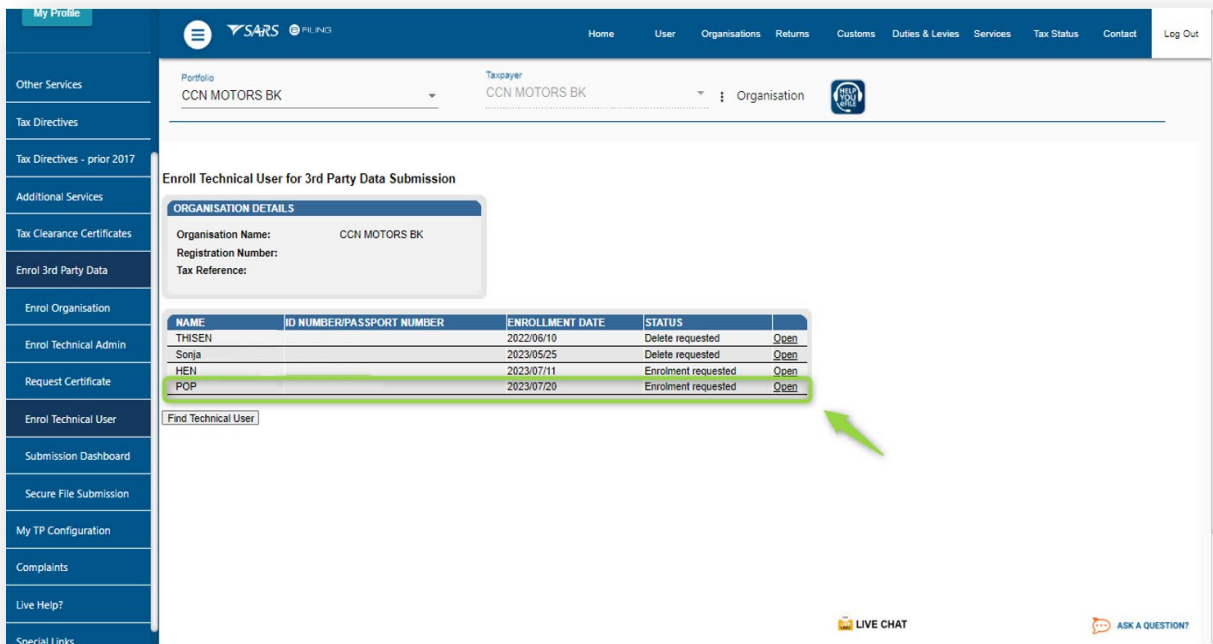 My Profile
SARS eFILING
Home User Organisations Returns Customs Duties & Levies Services Tax Status Contact Log Out
Other Services
Tax Directives
Tax Directives - prior 2017
Additional Services
Tax Clearance Certificates
Enrol 3rd Party Data
Enrol Organisation
Enrol Technical Admin
Request Certificate
Enrol Technical User
Submission Dashboard
Secure File Submission
My TP Configuration
Complaints
Live Help?
Special Links
Portfolio
CCN MOTORS BK
Taxpayer
CCN MOTORS BK
Organisation
HELP YOU eFILE
Enroll Technical User for 3rd Party Data Submission
ORGANISATION DETAILS
Organisation Name: CCN MOTORS BK
Registration Number:
Tax Reference:
NAME ID NUMBER/PASSPORT NUMBER ENROLLMENT DATE STATUS
THISEN 2022/06/10 Delete requested Open
Sonja 2023/05/25 Delete requested Open
HEN 2023/07/11 Enrolment requested Open
POP 2023/07/20 Enrolment requested Open
Find Technical User
LIVE CHAT
ASK A QUESTION?